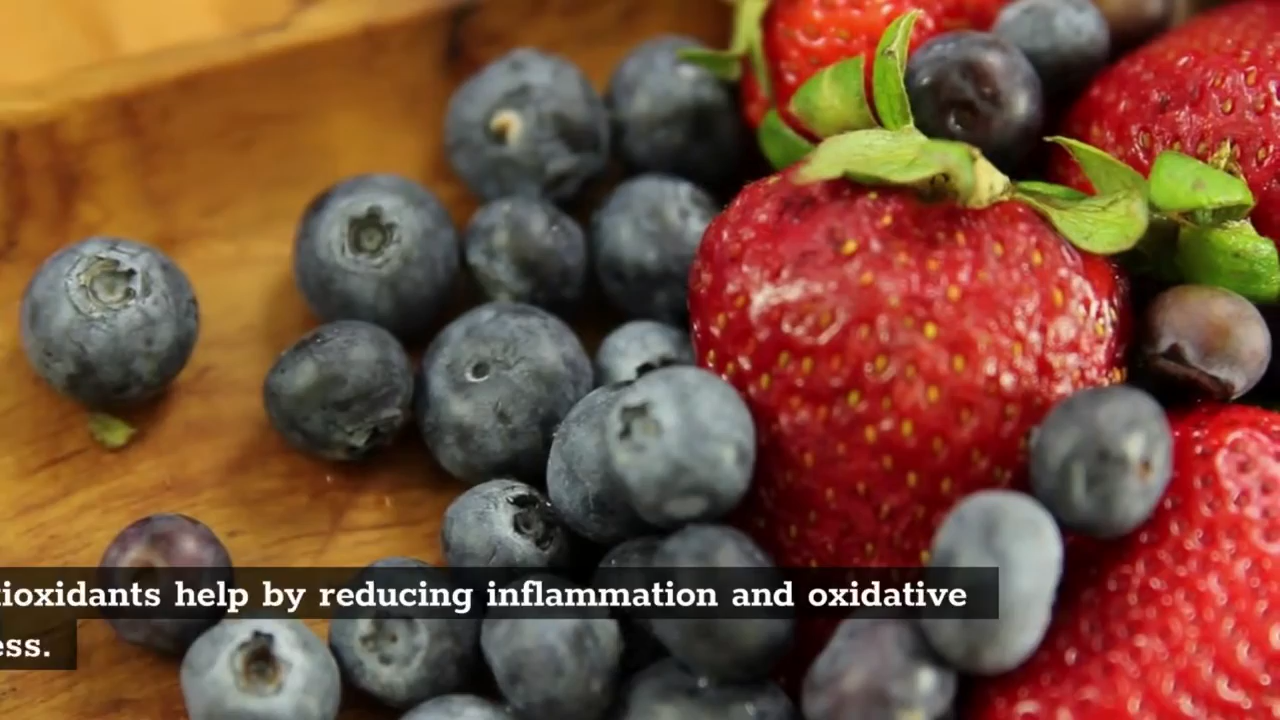 tioxidants help by reducing inflammation and oxidative
ess.